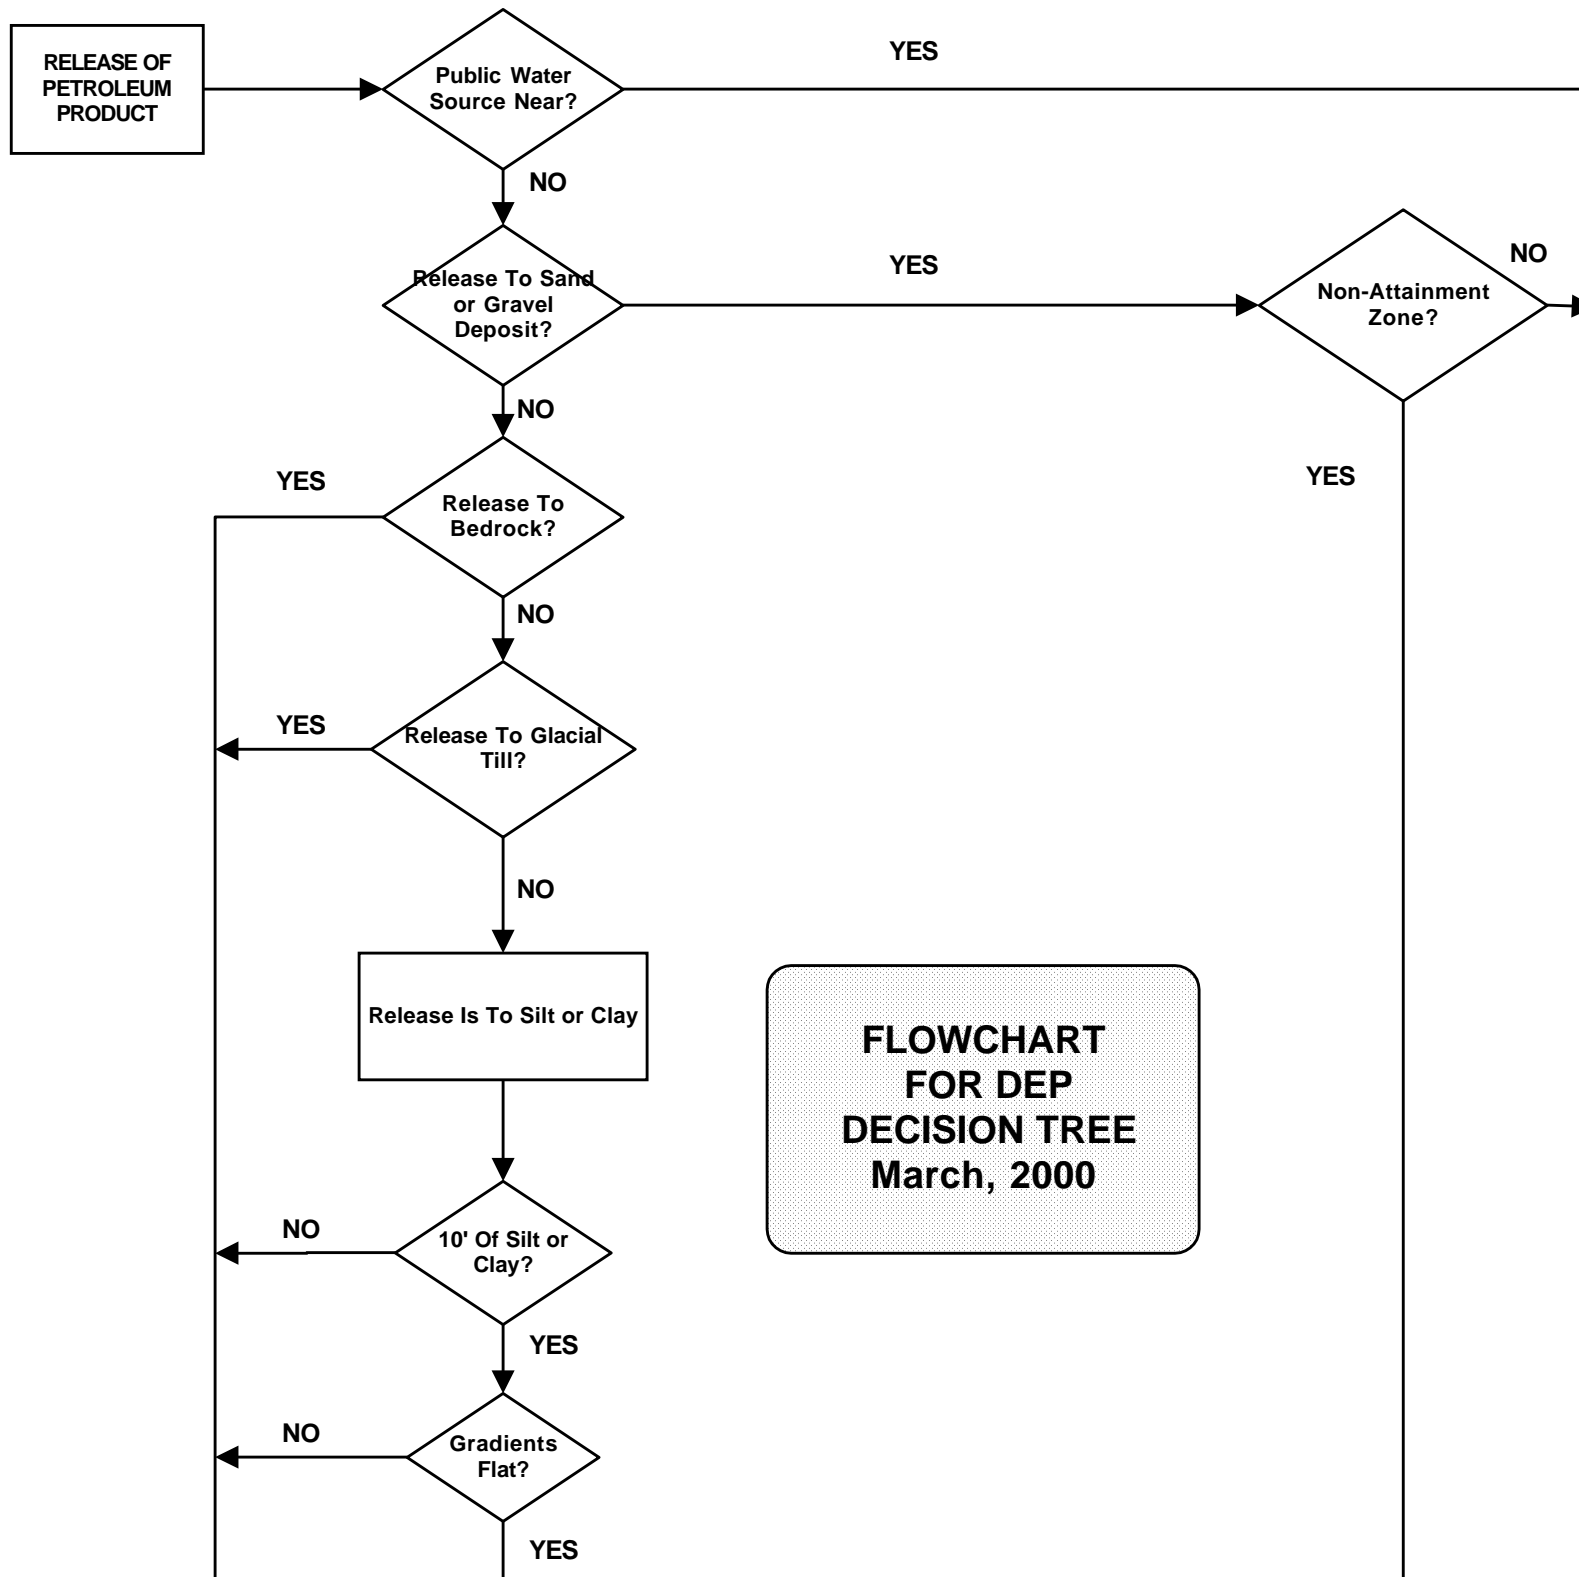 RELEASE OF
PETROLEUM
PRODUCT
Public Water
Source Near?
YES
NO
Release To Sand
or Gravel
Deposit?
YES
Non-Attainment
Zone?
NO
YES
NO
Release To
Bedrock?
YES
NO
Release To Glacial
Till?
YES
NO
Release Is To Silt or Clay
FLOWCHART
FOR DEP
DECISION TREE
March, 2000
10' Of Silt or
Clay?
NO
YES
Gradients
Flat?
NO
YES